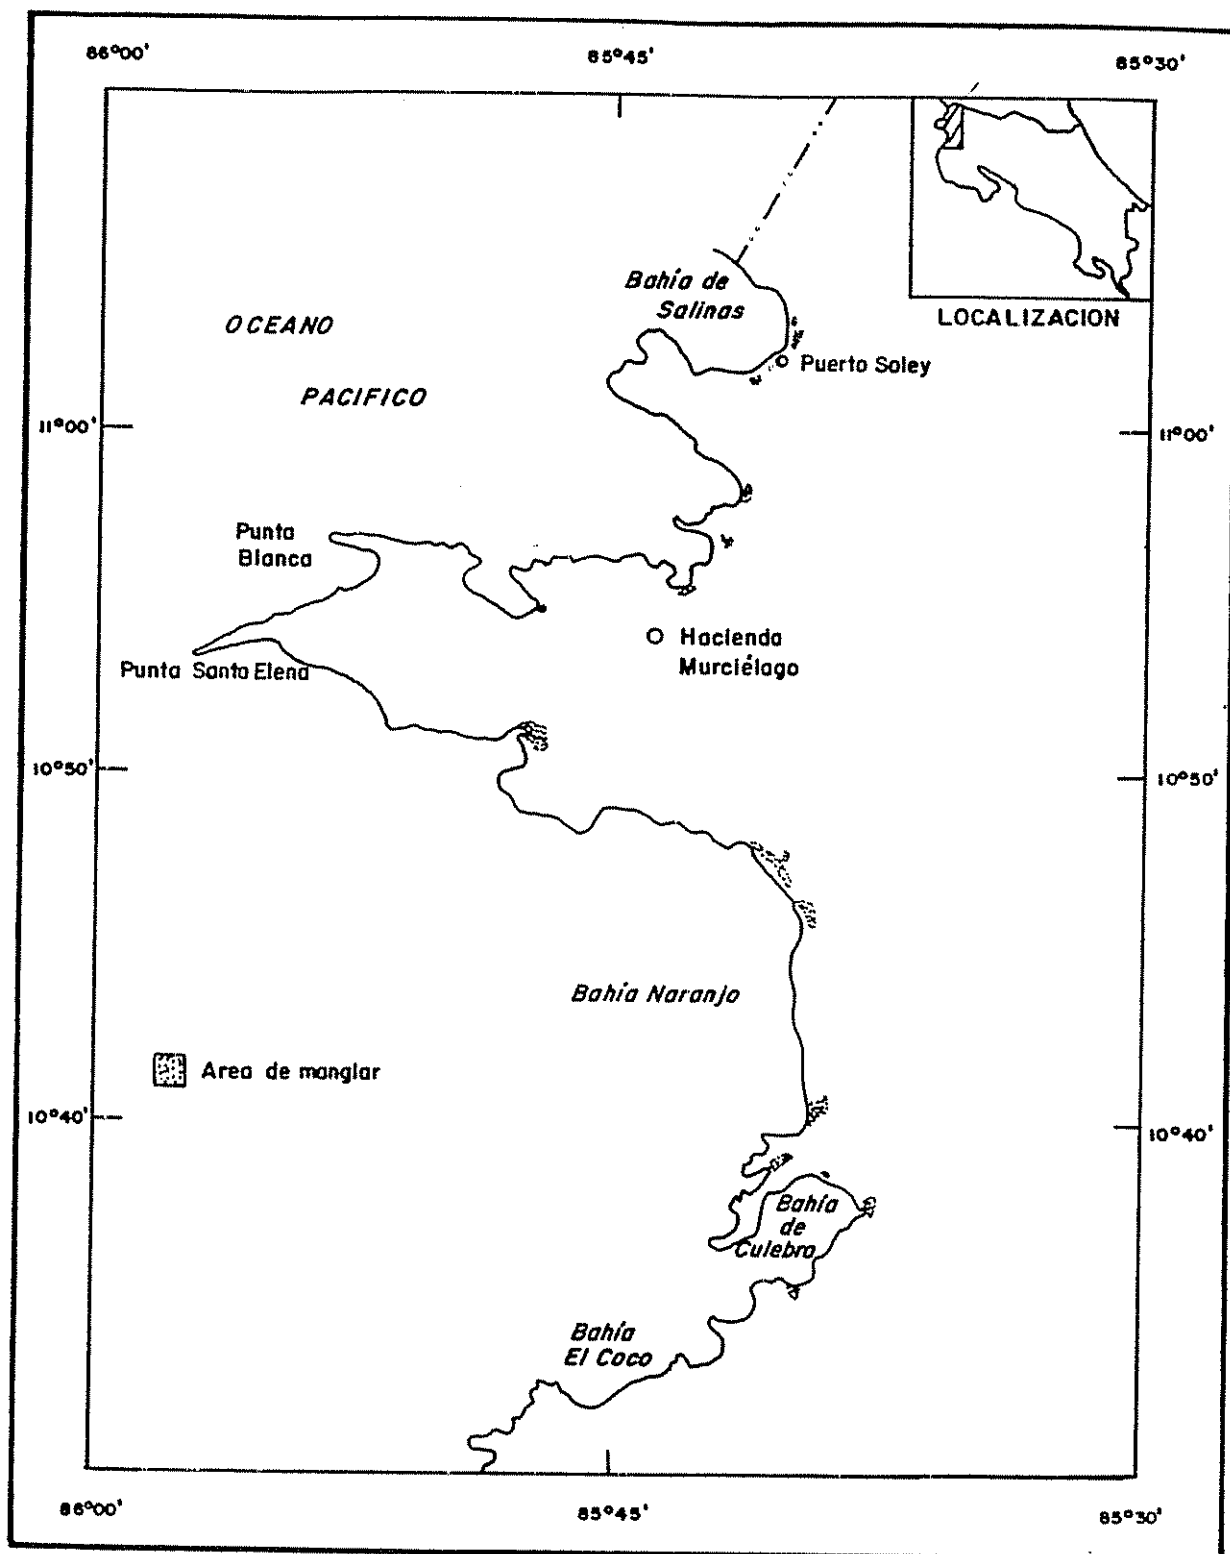 86°00'
85°45'
85°30'
LOCALIZACION
Bahía de
Salinas
OCEANO
PACIFICO
Puerto Soley
11°00'
11°00'
Punta
Blanca
Hacienda
Murciélago
Punta Santa Elena
10°50'
10°50'
Bahía Naranjo
Area de manglar
10°40'
10°40'
Bahía
de
Culebra
Bahía
El Coco
86°00'
85°45'
85°30'